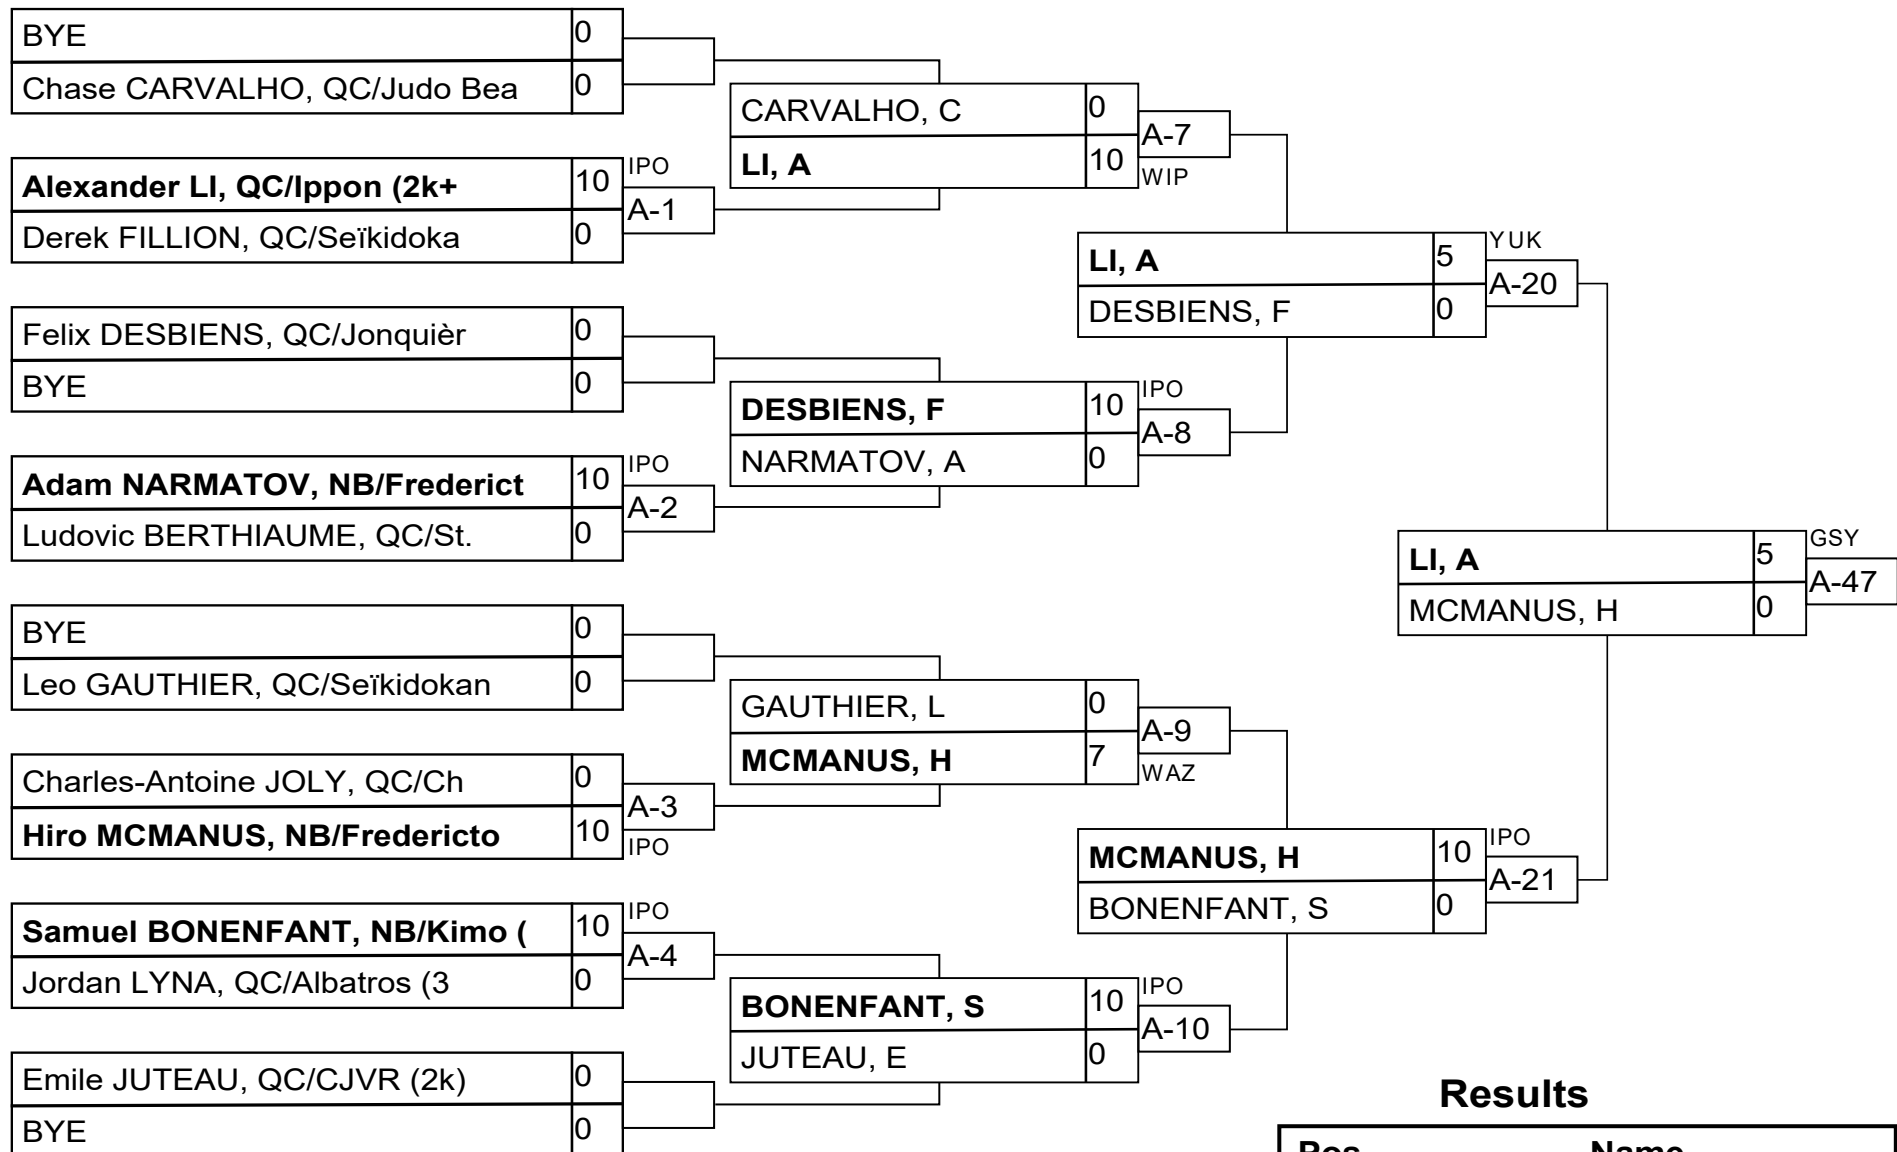 BYE 0
Chase CARVALHO, QC/Judo Bea 0
Alexander LI, QC/Ippon (2k+ 10 IPO
A-1
Derek FILLION, QC/Seïkidoka 0
Felix DESBIENS, QC/Jonquièr 0
BYE 0
Adam NARMATOV, NB/Frederict 10 IPO
A-2
Ludovic BERTHIAUME, QC/St. 0
BYE 0
Leo GAUTHIER, QC/Seïkidokan 0
Charles-Antoine JOLY, QC/Ch 0
A-3
Hiro MCMANUS, NB/Fredericto 10 IPO
Samuel BONENFANT, NB/Kimo ( 10 IPO
A-4
Jordan LYNA, QC/Albatros (3 0
Emile JUTEAU, QC/CJVR (2k) 0
BYE 0
CARVALHO, C 0
A-7
LI, A 10 WIP
DESBIENS, F 10 IPO
A-8
NARMATOV, A 0
GAUTHIER, L 0
A-9
MCMANUS, H 7 WAZ
BONENFANT, S 10 IPO
A-10
JUTEAU, E 0
LI, A 5 YUK
A-20
DESBIENS, F 0
MCMANUS, H 10 IPO
A-21
BONENFANT, S 0
LI, A 5 GSY
A-47
MCMANUS, H 0
Results
Pos Name